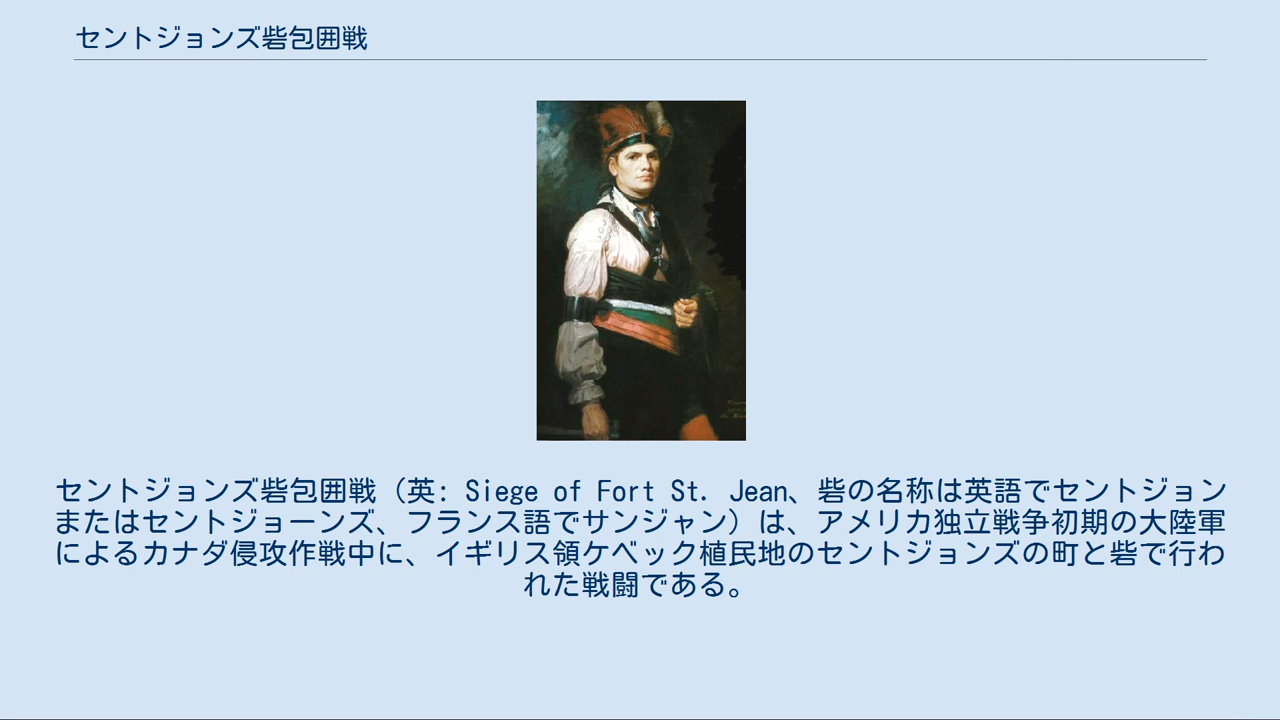 セントジョンズ砦包囲戦
セントジョンズ砦包囲戦（英: Siege of Fort St. Jean、砦の名称は英語でセントジョン
またはセントジョーンズ、フランス語でサンジャン）は、アメリカ独立戦争初期の大陸軍
によるカナダ侵攻作戦中に、イギリス領ケベック植民地のセントジョンズの町と砦で行わ
れた戦闘である。